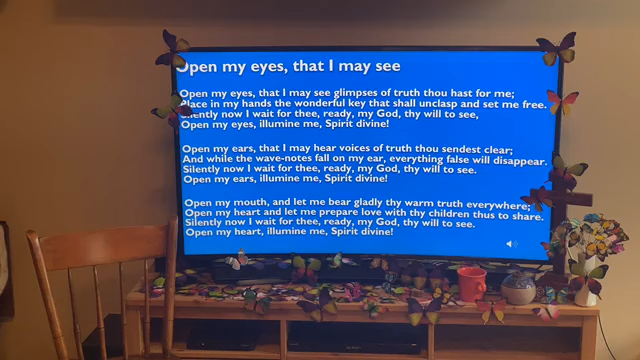 Open my eyes, that I may see
Open my eyes, that I may see glimpses of truth thou hast for me;
Place in my hands the wonderful key that shall unclasp and set me free.
Silently now I wait for thee, ready, my God, thy will to see,
Open my eyes, illumine me, Spirit divine!
Open my ears, that I may hear voices of truth thou sendest clear;
And while the wave-notes fall on my ear, everything false will disappear.
Silently now I wait for thee, ready, my God, thy will to see.
Open my ears, illumine me, Spirit divine!
Open my mouth, and let me bear gladly thy warm truth everywhere;
Open my heart and let me prepare love with thy children thus to share.
Silently now I wait for thee, ready, my God, thy will to see.
Open my heart, illumine me, Spirit divine!